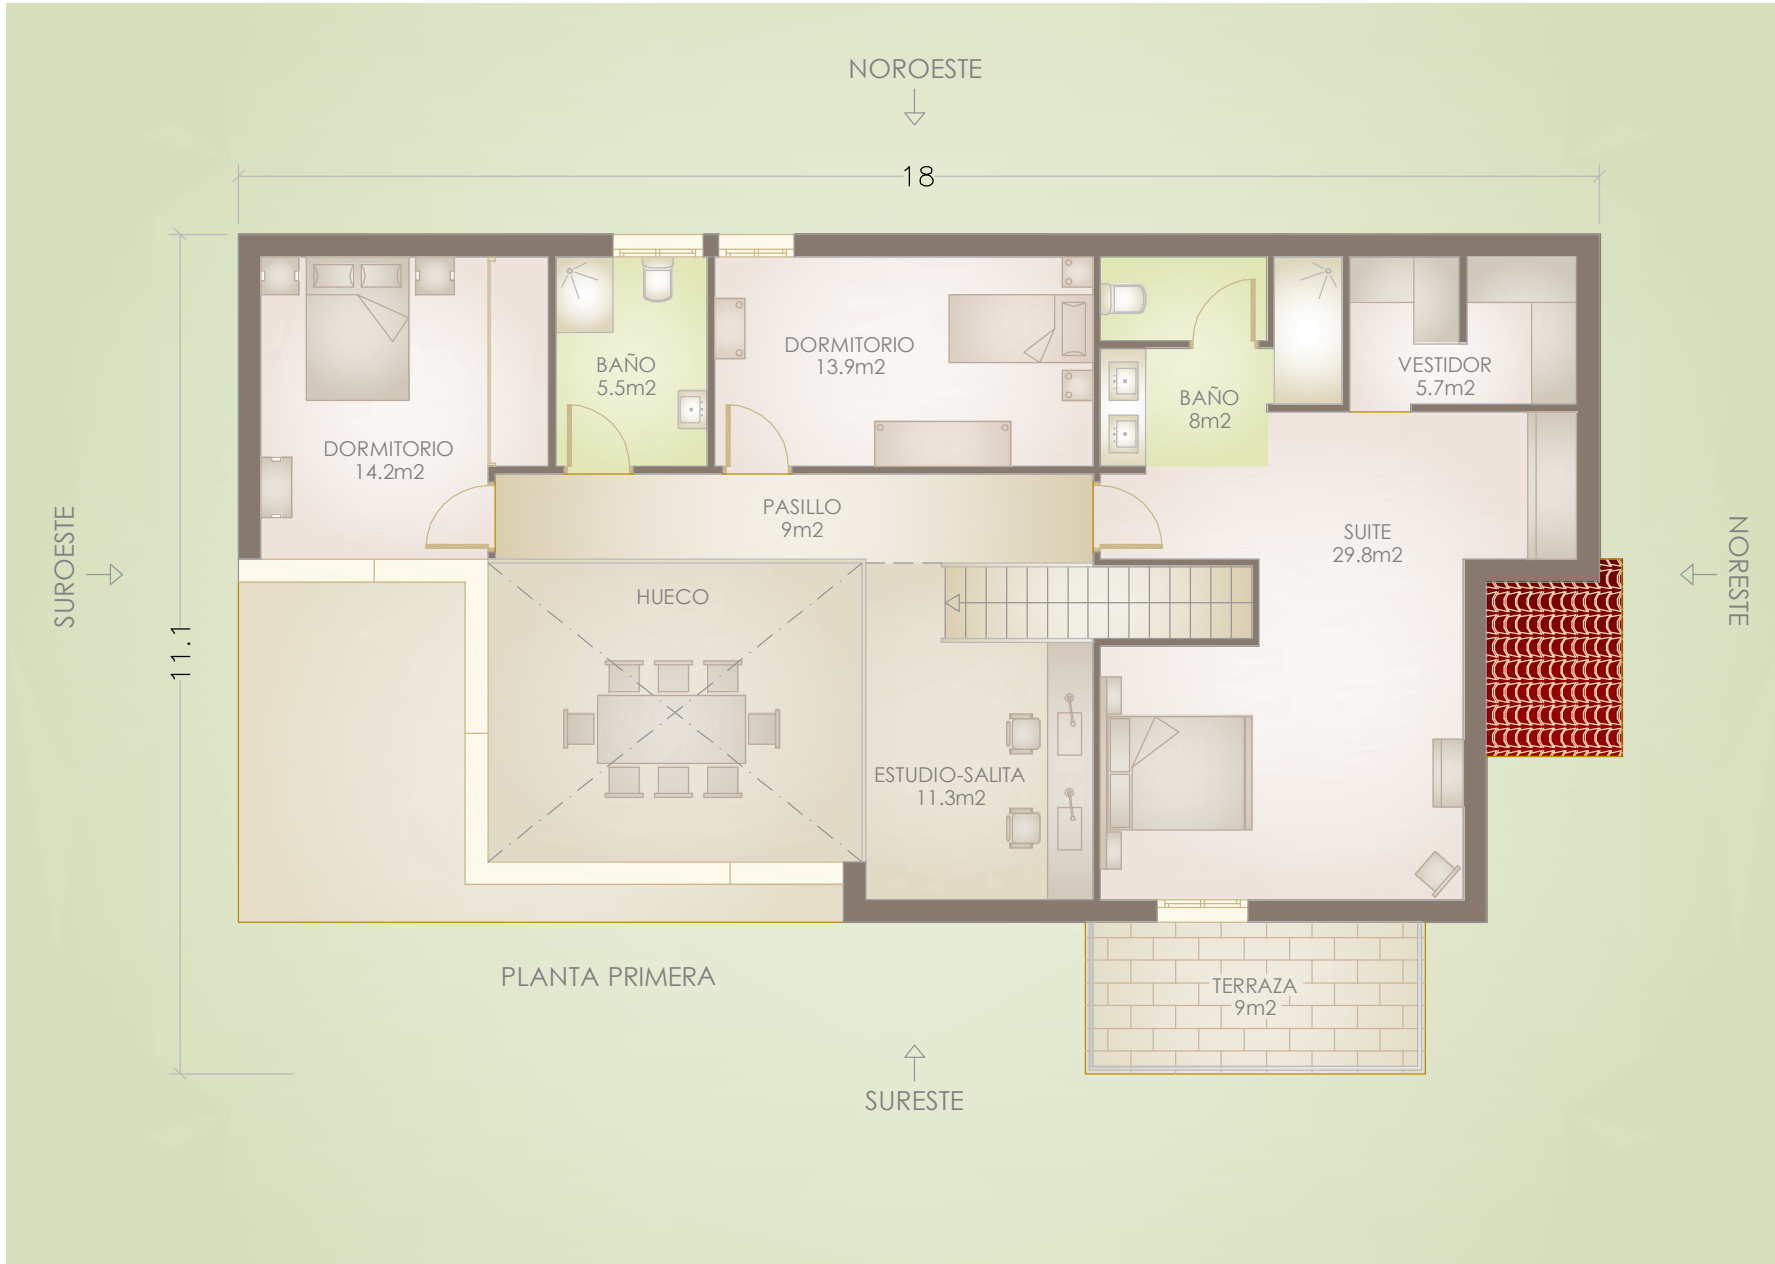 NOROESTE
18
DORMITORIO
14.2m2
BAÑO
5.5m2
DORMITORIO
13.9m2
BAÑO
8m2
VESTIDOR
5.7m2
PASILLO
9m2
SUITE
29.8m2
SUROESTE
NORESTE
11.1
HUECO
ESTUDIO-SALITA
11.3m2
PLANTA PRIMERA
TERRAZA
9m2
SURESTE